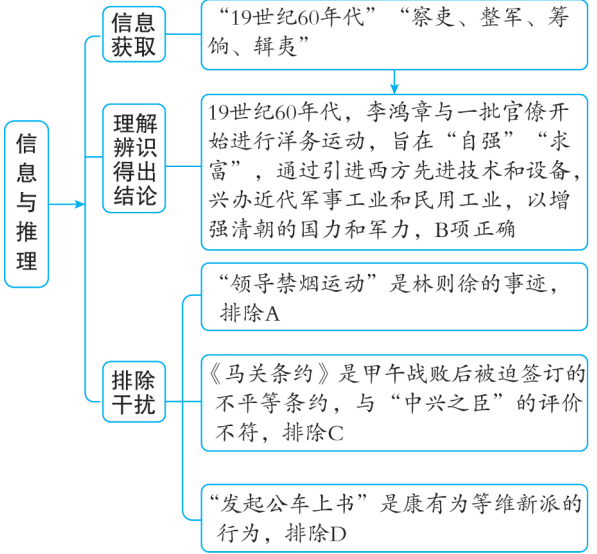 信息与推理
信息
获取
“19世纪60年代” “察吏、整军、筹
饷、辑夷”
理解
辨识
得出
结论
19世纪60年代，李鸿章与一批官僚开
始进行洋务运动，旨在“自强” “求
富”，通过引进西方先进技术和设备，
兴办近代军事工业和民用工业，以增
强清朝的国力和军力，B项正确
排除
干扰
“领导禁烟运动”是林则徐的事迹，
排除A
《马关条约》是甲午战败后被迫签订的
不平等条约，与“中兴之臣”的评价
不符，排除C
“发起公车上书”是康有为等维新派的
行为，排除D